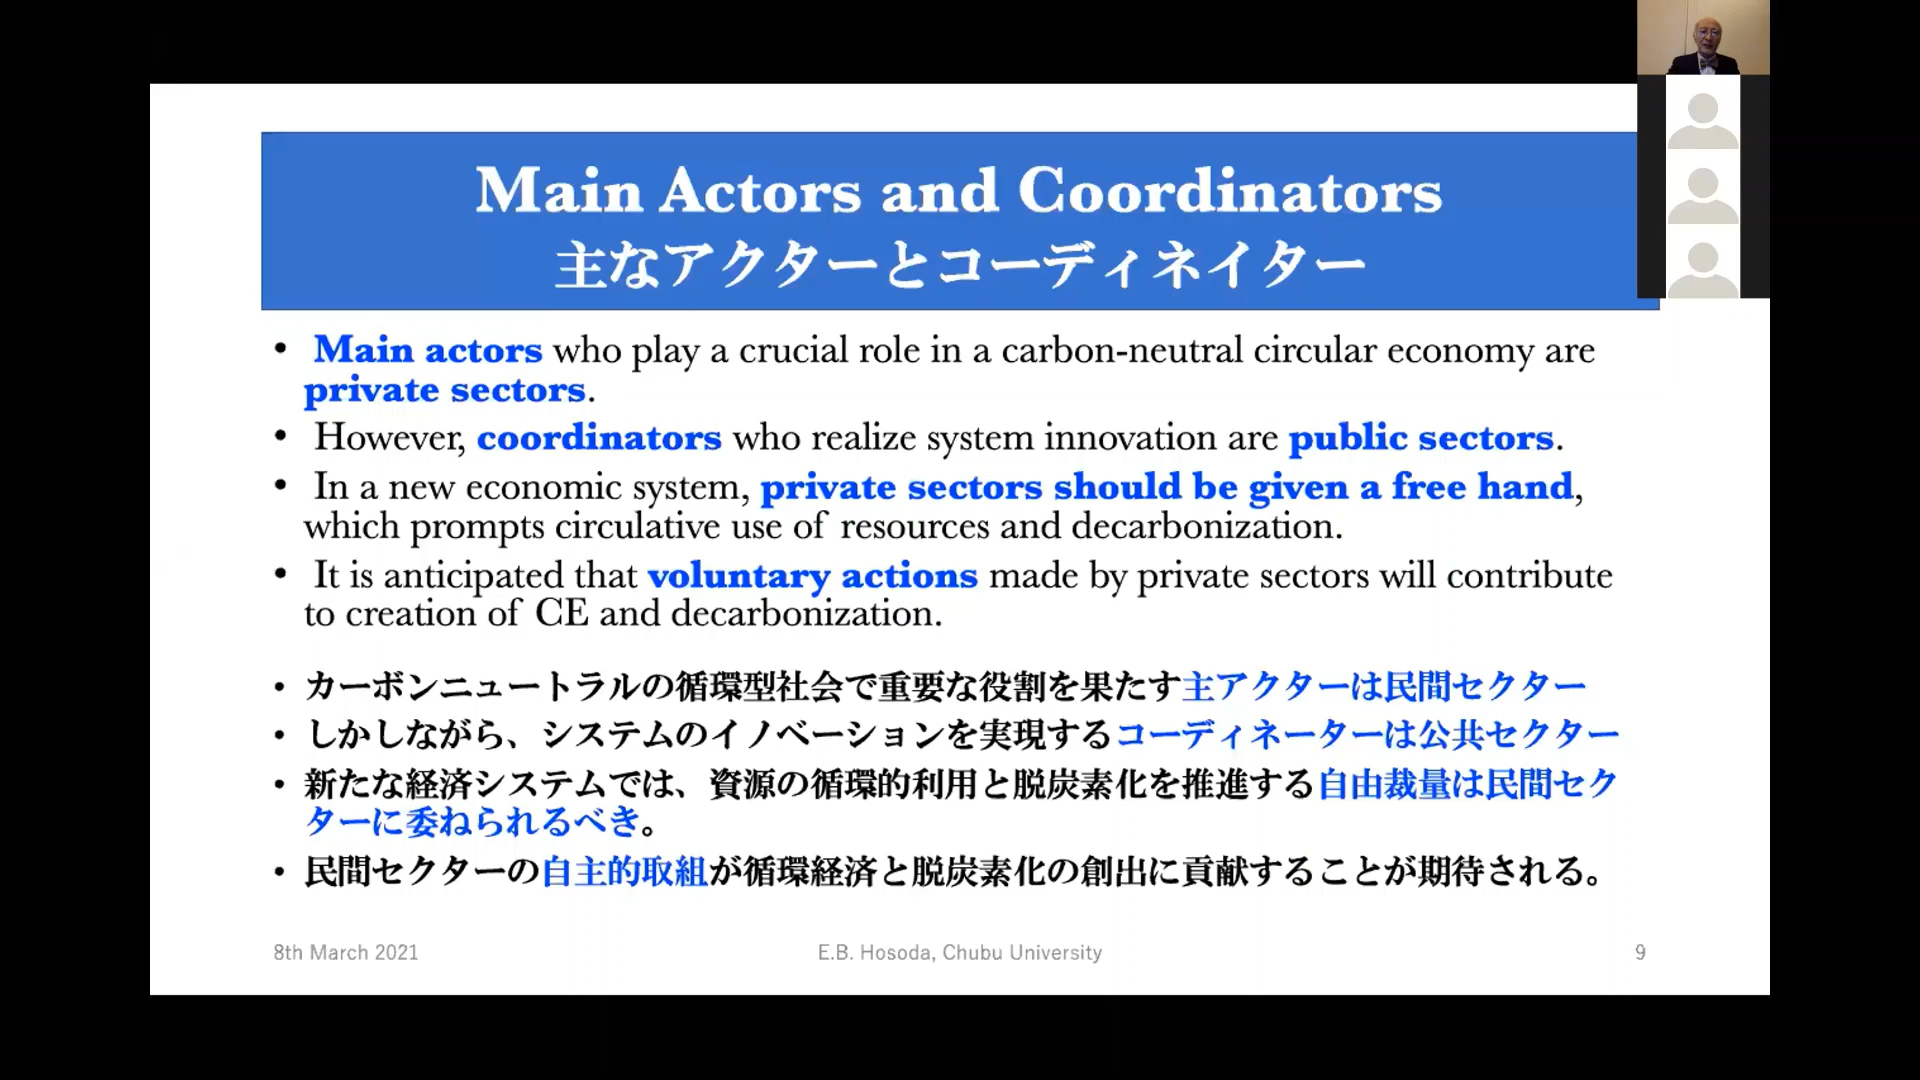 Main Actors and Coordinators
主なアクターとコーディネイター
• Main actors who play a crucial role in a carbon-neutral circular economy are
private sectors.
• However, coordinators who realize system innovation are public sectors.
• In a new economic system, private sectors should be given a free hand,
which prompts circulative use of resources and decarbonization.
• It is anticipated that voluntary actions made by private sectors will contribute
to creation of CE and decarbonization.
• カーボンニュートラルの循環型社会で重要な役割を果たす主アクターは民間セクター
• しかしながら、システムのイノベーションを実現するコーディネーターは公共セクター
• 新たな経済システムでは、資源の循環的利用と脱炭素化を推進する自由裁量は民間セク
ターに委ねられるべき。
• 民間セクターの自主的取組が循環経済と脱炭素化の創出に貢献することが期待される。
8th March 2021
E.B. Hosoda, Chubu University
9